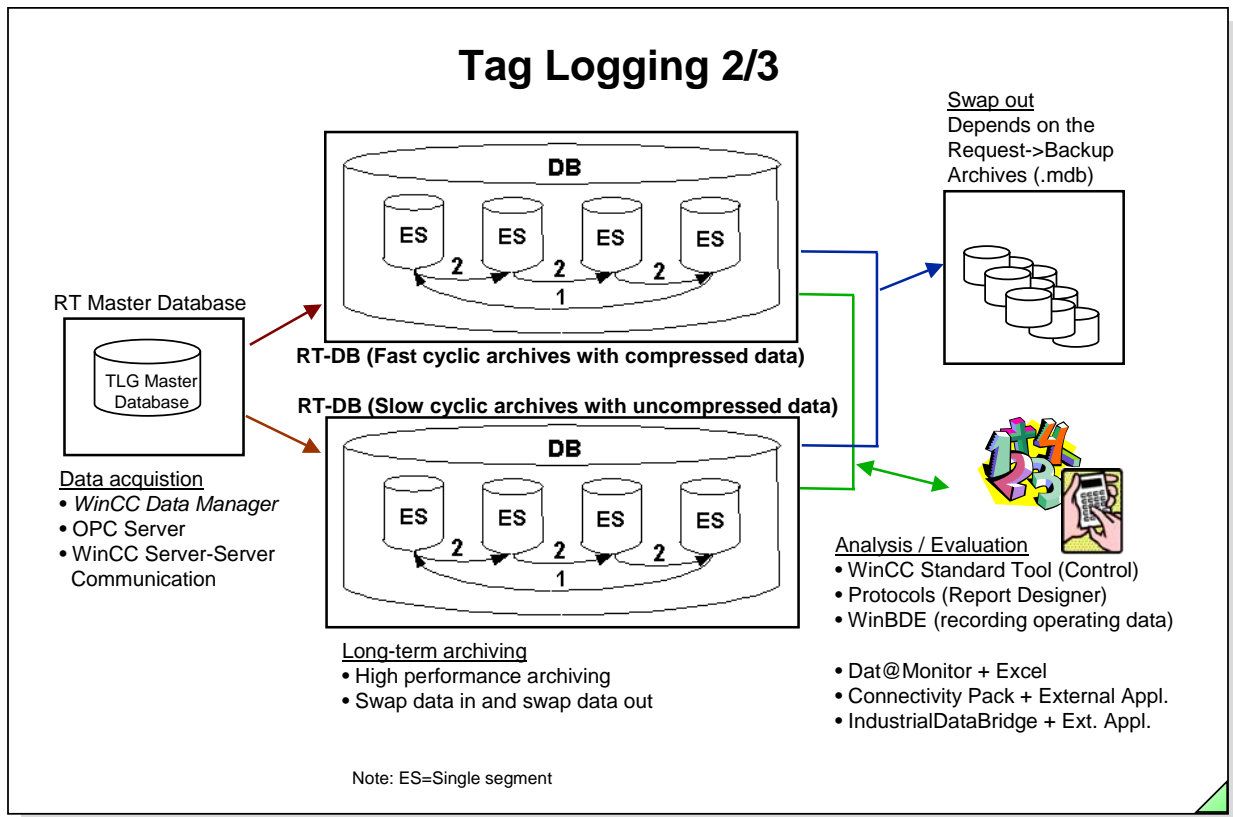 Tag Logging 2/3
Swap out
Depends on the
Request->Backup
Archives (.mdb)
DB
ES ES ES ES
2 2 2
1
RT-DB (Fast cyclic archives with compressed data)
RT Master Database
TLG Master
Database
RT-DB (Slow cyclic archives with uncompressed data)
DB
ES ES ES ES
2 2 2
1
Data acquistion
• WinCC Data Manager
• OPC Server
• WinCC Server-Server
Communication
1 2 3 + 4 5
Analysis / Evaluation
• WinCC Standard Tool (Control)
• Protocols (Report Designer)
• WinBDE (recording operating data)
• Dat@Monitor + Excel
• Connectivity Pack + External Appl.
• IndustrialDataBridge + Ext. Appl.
Long-term archiving
• High performance archiving
• Swap data in and swap data out
Note: ES=Single segment